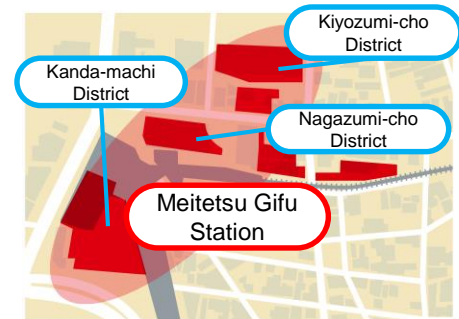 Kiyozumi-cho
District
Kanda-machi
District
Nagazumi-cho
District
Meitetsu Gifu
Station